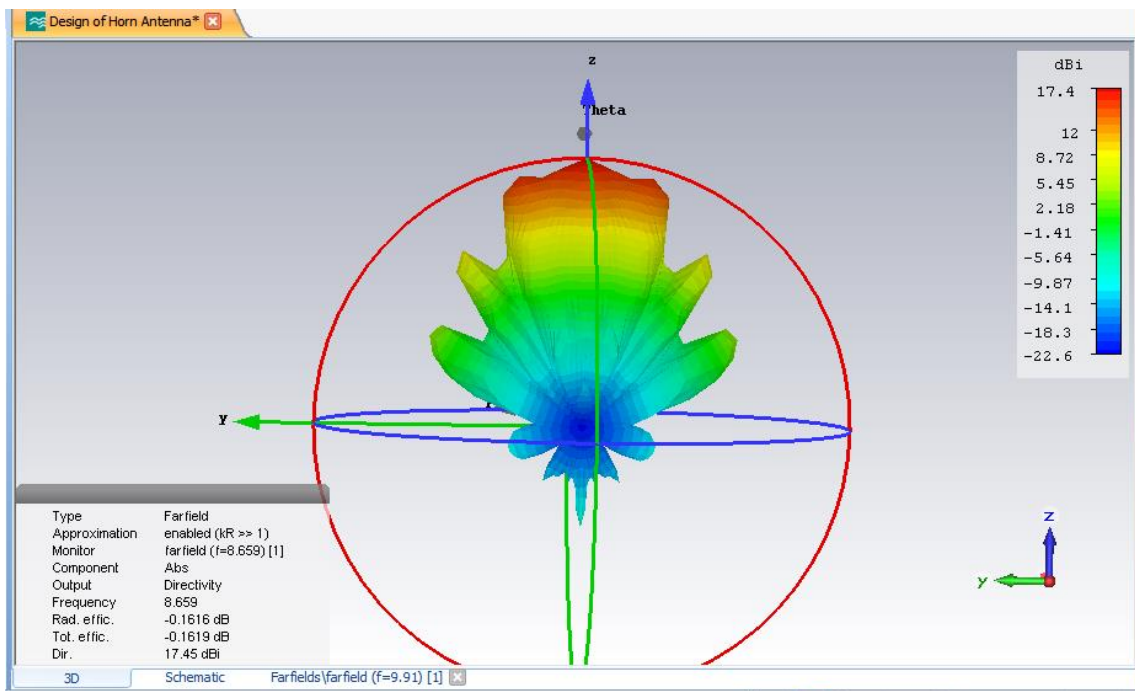 Design of Horn Antenna*
z
Theta
y
dBi
17.4
12
8.72
5.45
2.18
-1.41
-5.64
-9.87
-14.1
-18.3
-22.6
Type Farfield
Approximation enabled (kR >> 1)
Monitor farfield (f=8.659) [1]
Component Abs
Output Directivity
Frequency 8.659
Rad. effic. -0.1616 dB
Tot. effic. -0.1619 dB
Dir. 17.45 dBi
z
y
3D Schematic Farfields\farfield (f=9.91) [1]